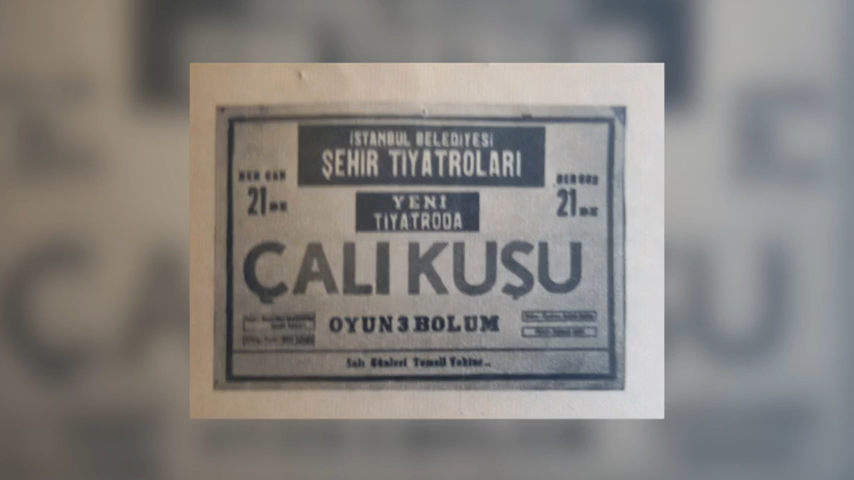 İSTANBUL BELEDİYESİ
ŞEHİR TİYATROLARI
HER GÜN
21 DE
HER GÜN
21 DE
YENİ
TİYATRODA
ÇALI KUŞU
OYUN 3 BÖLÜM
Salı Günleri Temsil Yoktur...